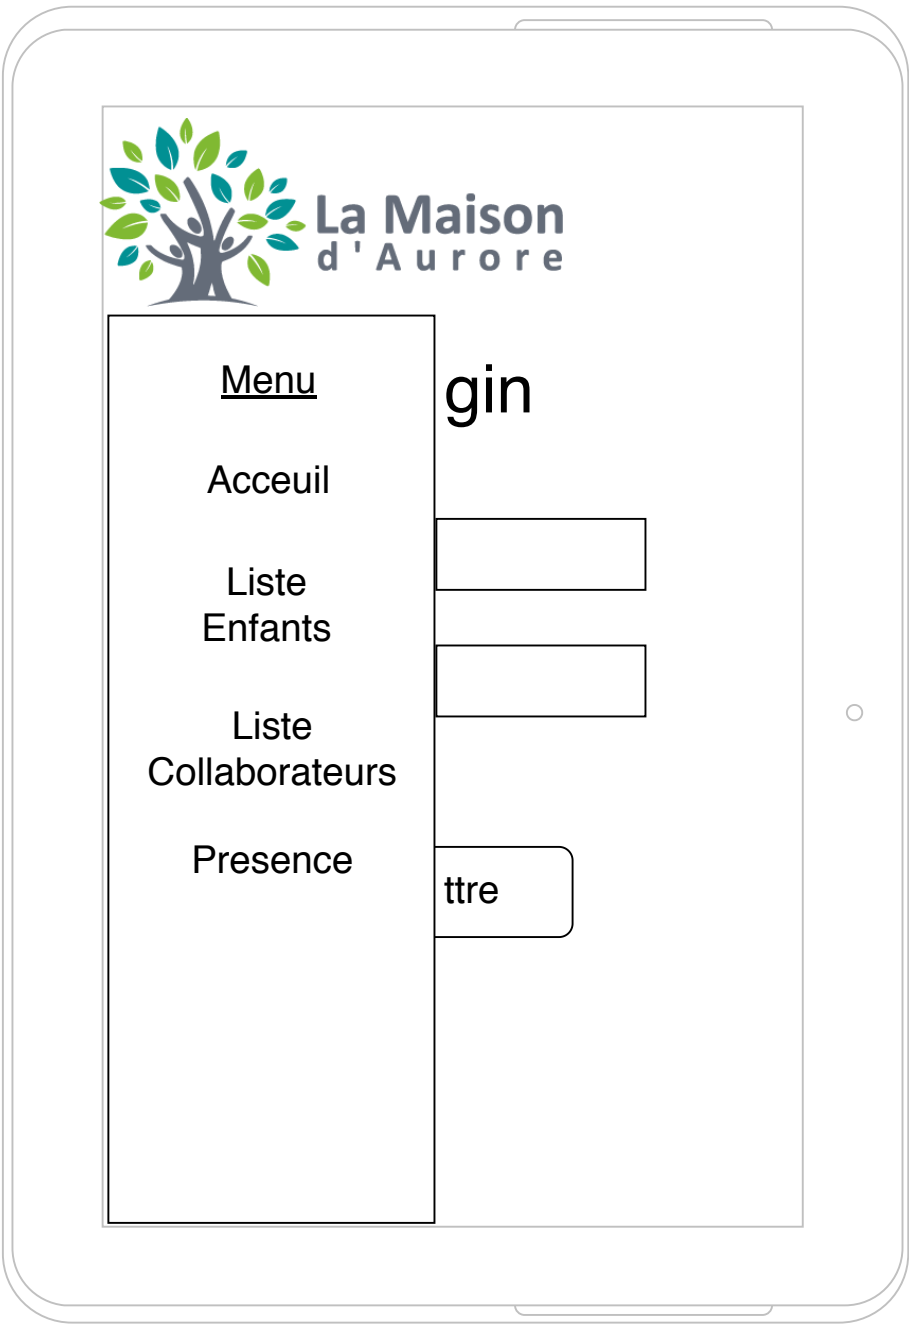 La Maison
d'Aurore
Menu
gin
Acceuil
Liste
Enfants
Liste
Collaborateurs
Presence
ttre